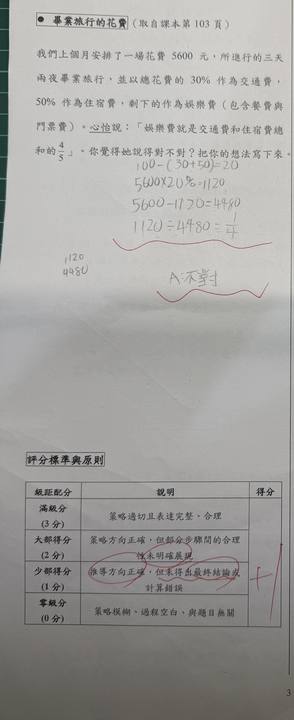 ● 畢業旅行的花費（取自課本第 103 頁）
我們上個月安排了一場花費 5600 元，所進行的三天
兩夜畢業旅行，並以總花費的 30% 作為交通費，
50% 作為住宿費，剩下的作為娛樂費（包含餐費與
門票費）。心怡說：「娛樂費就是交通費和住宿費總
和的 4/5」。你覺得她說得對不對？把你的想法寫下來。
100-(30+50)=20
5600×20%=1120
5600-1120=4480
1120÷4480=1/4
1120
4480
A:不對
評分標準與原則
級距配分 說明 得分
滿級分
(3 分) 策略適切且表達完整、合理
大部得分
(2 分) 策略方向正確，但部分步驟間的合理
性未明確展現
少部得分
(1 分) 推導方向正確，但未得出最終結論或
計算錯誤
+1
零級分
(0 分) 策略模糊、過程空白、與題目無關
3